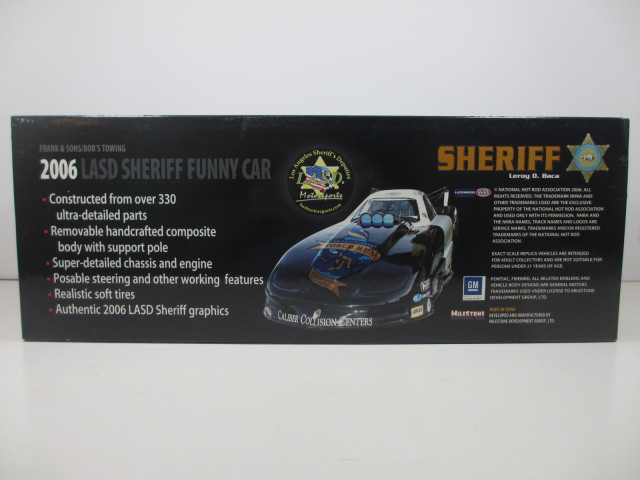 FRANK & SONS/BOB'S TOWING
2006 LASD SHERIFF FUNNY CAR
• Constructed from over 330
ultra-detailed parts
• Removable handcrafted composite
body with support pole
• Super-detailed chassis and engine
• Posable steering and other working features
• Realistic soft tires
• Authentic 2006 LASD Sheriff graphics
Los Angeles Sheriff's Deputies
Motorsports
CALIBER COLLISION CENTERS
SHERIFF
Leroy D. Baca
© NATIONAL HOT ROD ASSOCIATION 2006. ALL
RIGHTS RESERVED. THE TRADEMARK NHRA AND
OTHER TRADEMARKS USED ARE THE EXCLUSIVE
PROPERTY OF THE NATIONAL HOT ROD ASSOCIATION
AND USED ONLY WITH ITS PERMISSION. NHRA AND
THE NHRA NAMES, TRACK NAMES AND LOGOS ARE
SERVICE MARKS, TRADEMARKS AND/OR REGISTERED
TRADEMARKS OF THE NATIONAL HOT ROD
ASSOCIATION.
EXACT SCALE REPLICA VEHICLES ARE INTENDED
FOR ADULT COLLECTORS AND ARE NOT SUITABLE FOR
PERSONS UNDER 21 YEARS OF AGE.
GM
PONTIAC, FIREBIRD, ALL RELATED EMBLEMS AND
VEHICLE BODY DESIGNS ARE GENERAL MOTORS
TRADEMARKS USED UNDER LICENSE TO MILESTONE
DEVELOPMENT GROUP, LTD
MILESTONE
MADE IN CHINA
DEVELOPED AND MANUFACTURED BY
MILESTONE DEVELOPMENT GROUP, LTD.